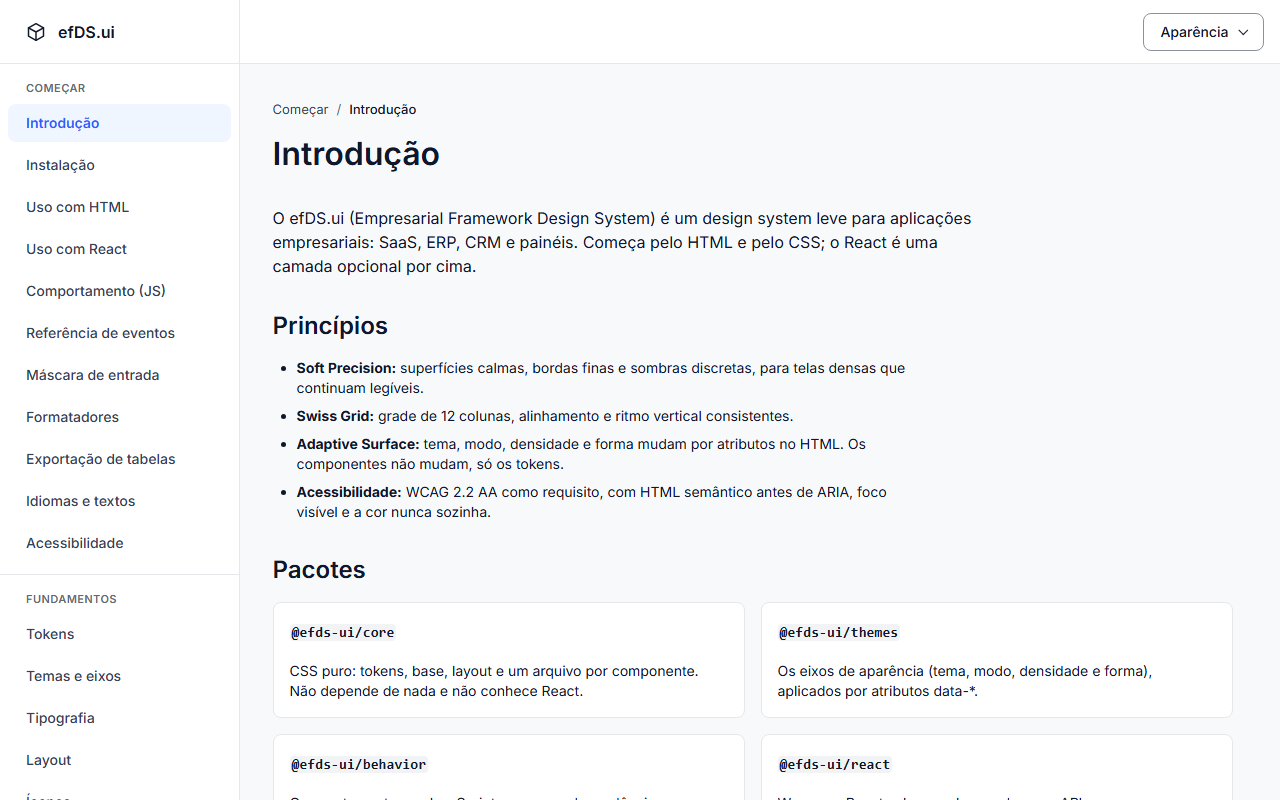 efDS.ui
Aparência
COMEÇAR
Introdução
Instalação
Uso com HTML
Uso com React
Comportamento (JS)
Referência de eventos
Máscara de entrada
Formatadores
Exportação de tabelas
Idiomas e textos
Acessibilidade
FUNDAMENTOS
Tokens
Temas e eixos
Tipografia
Layout
Começar / Introdução
Introdução
O efDS.ui (Empresarial Framework Design System) é um design system leve para aplicações
empresariais: SaaS, ERP, CRM e painéis. Começa pelo HTML e pelo CSS; o React é uma
camada opcional por cima.
Princípios
Soft Precision: superfícies calmas, bordas finas e sombras discretas, para telas densas que
continuam legíveis.
Swiss Grid: grade de 12 colunas, alinhamento e ritmo vertical consistentes.
Adaptive Surface: tema, modo, densidade e forma mudam por atributos no HTML. Os
componentes não mudam, só os tokens.
Acessibilidade: WCAG 2.2 AA como requisito, com HTML semântico antes de ARIA, foco
visível e a cor nunca sozinha.
Pacotes
@efds-ui/core
CSS puro: tokens, base, layout e um arquivo por componente.
Não depende de nada e não conhece React.
@efds-ui/themes
Os eixos de aparência (tema, modo, densidade e forma),
aplicados por atributos data-*.
@efds-ui/behavior
@efds-ui/react